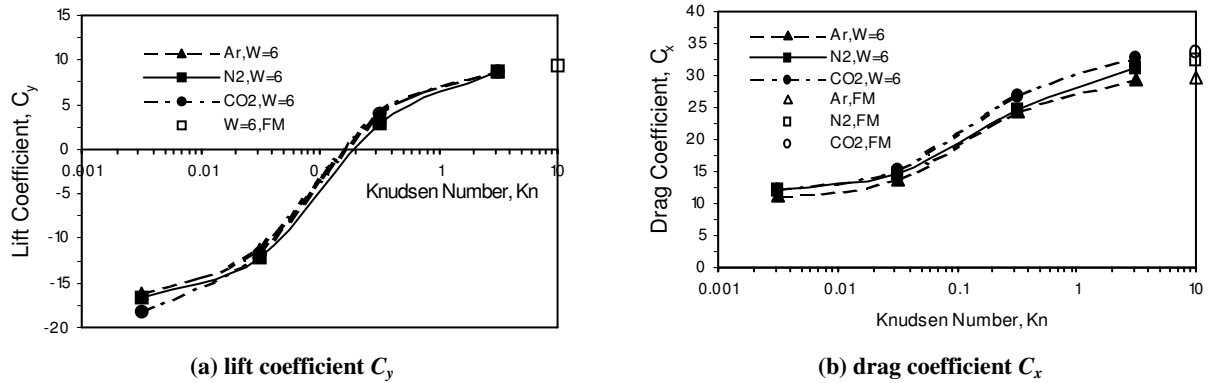 15
10
5
0
-5
-10
-15
-20
Lift Coefficient, Cy
Ar,W=6
N2,W=6
CO2,W=6
W=6,FM
0.001
0.01
0.1
1
10
Knudsen Number, Kn
(a) lift coefficient Cy
40
35
30
25
20
15
10
5
0
Drag Coefficient, Cx
Ar,W=6
N2,W=6
CO2,W=6
Ar,FM
N2,FM
CO2,FM
0.001
0.01
0.1
1
10
Knudsen Number, Kn
(b) drag coefficient Cx